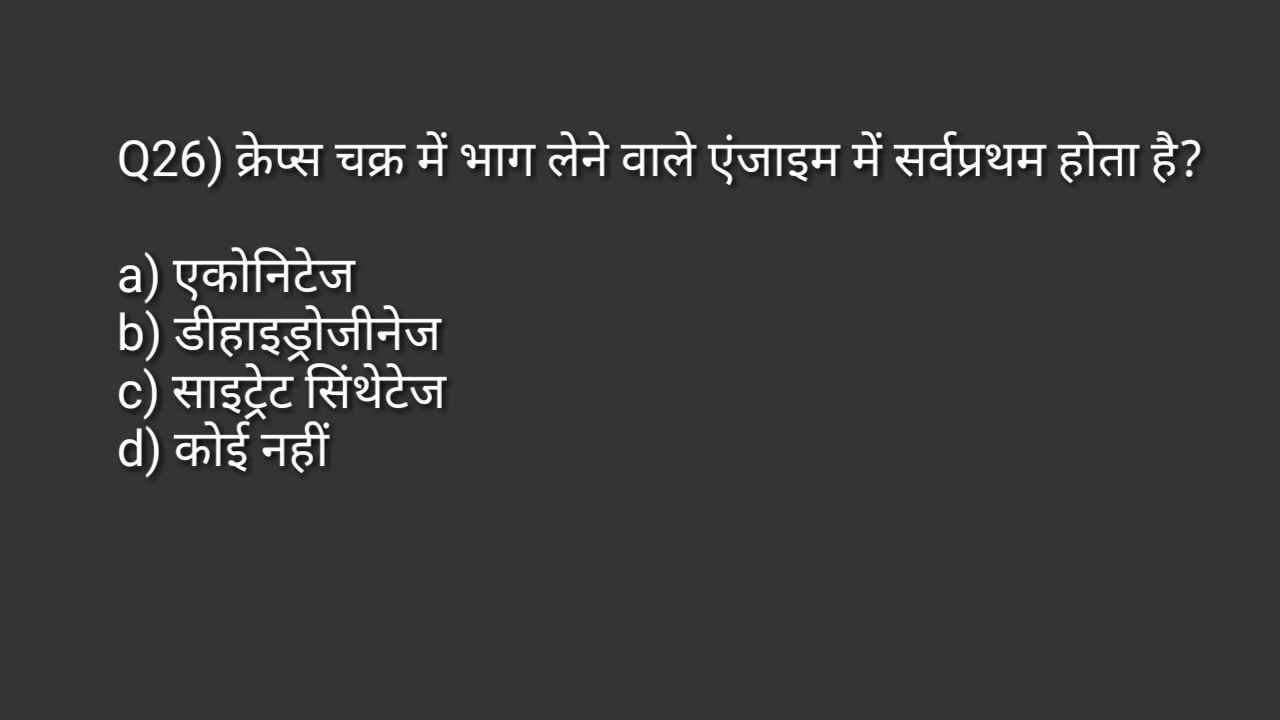 Q26) क्रेप्स चक्र में भाग लेने वाले एंजाइम में सर्वप्रथम होता है?
a) एकोनिटेज
b) डीहाइड्रोजीनेज
c) साइट्रेट सिंथेटेज
d) कोई नहीं